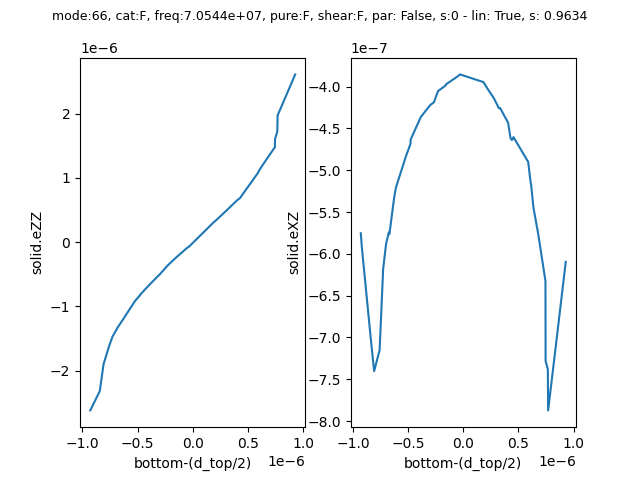 mode:66, cat:F, freq:7.0544e+07, pure:F, shear:F, par: False, s:0 - lin: True, s: 0.9634
1e−6
2
1
0
−1
−2
solid.eZZ
−1.0 −0.5 0.0 0.5 1.0
bottom-(d_top/2) 1e−6
1e−7
−4.0
−4.5
−5.0
−5.5
−6.0
−6.5
−7.0
−7.5
−8.0
solid.eXZ
−1.0 −0.5 0.0 0.5 1.0
bottom-(d_top/2) 1e−6